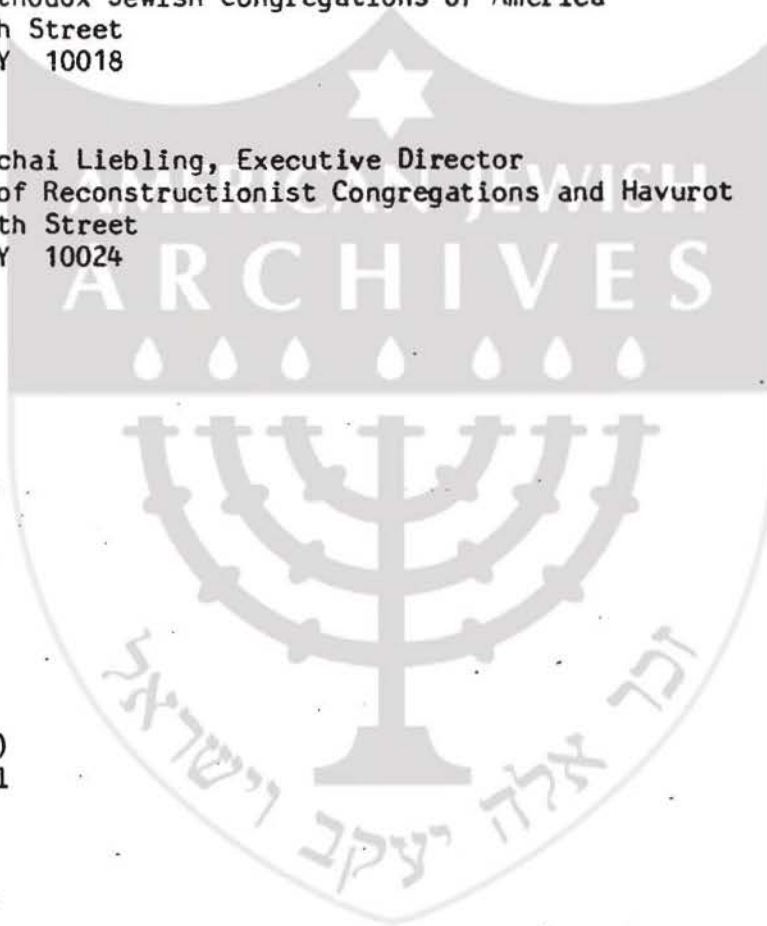 thodox Jewish Congregations of America
h Street
Y 10018
chai Liebling, Executive Director
of Reconstructionist Congregations and Havurot
th Street
Y 10024
AMERICAN JEWISH
ARCHIVES
)
1
זכר אלה יעקב וישראל